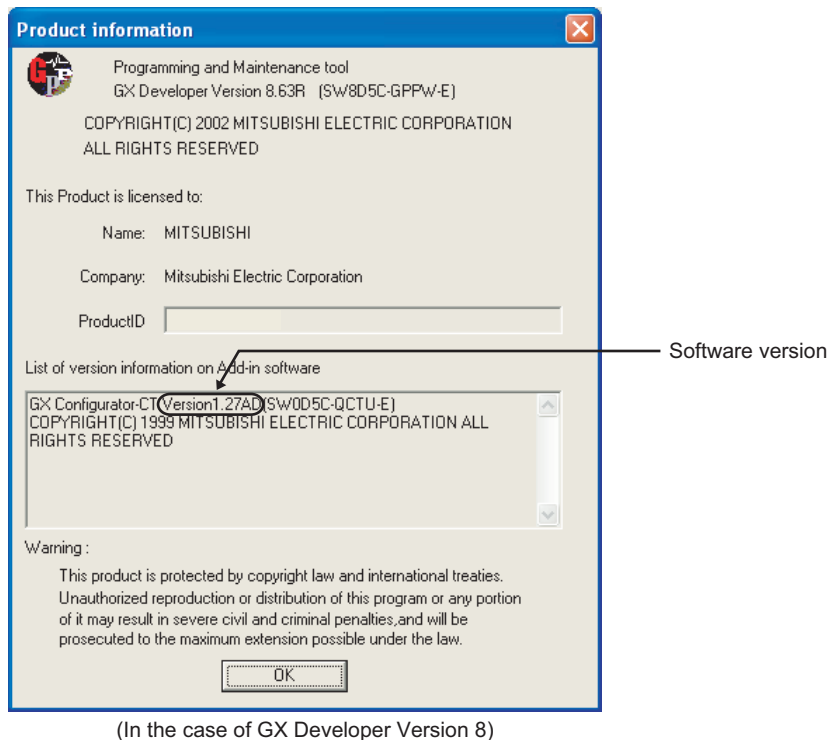 Product information
GPP
Programming and Maintenance tool
GX Developer Version 8.63R (SW8D5C-GPPW-E)
COPYRIGHT(C) 2002 MITSUBISHI ELECTRIC CORPORATION
ALL RIGHTS RESERVED
This Product is licensed to:
Name: MITSUBISHI
Company: Mitsubishi Electric Corporation
ProductID
Software version
List of version information on Add-in software
GX Configurator-CT Version1.27AD(SW0D5C-QCTU-E)
COPYRIGHT(C) 1999 MITSUBISHI ELECTRIC CORPORATION ALL
RIGHTS RESERVED
Warning :
This product is protected by copyright law and international treaties.
Unauthorized reproduction or distribution of this program or any portion
of it may result in severe civil and criminal penalties,and will be
prosecuted to the maximum extension possible under the law.
OK
(In the case of GX Developer Version 8)